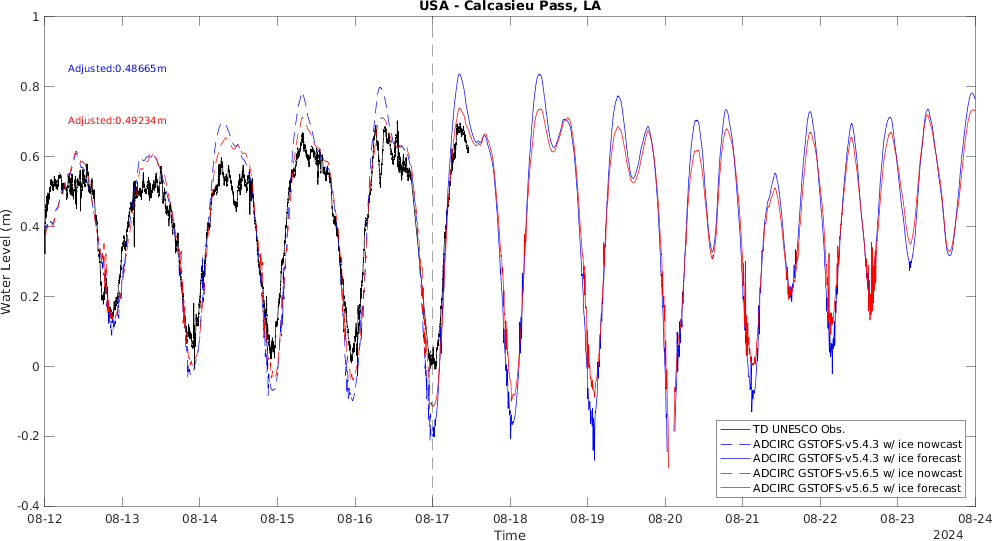 USA - Calcasieu Pass, LA
1
0.8
0.6
0.4
0.2
0
-0.2
-0.4
Water Level (m)
Adjusted:0.48665m
Adjusted:0.49234m
TD UNESCO Obs.
ADCIRC GSTOFS-v5.4.3 w/ ice nowcast
ADCIRC GSTOFS-v5.4.3 w/ ice forecast
ADCIRC GSTOFS-v5.6.5 w/ ice nowcast
ADCIRC GSTOFS-v5.6.5 w/ ice forecast
08-12 08-13 08-14 08-15 08-16 08-17 08-18 08-19 08-20 08-21 08-22 08-23 08-24
Time
2024